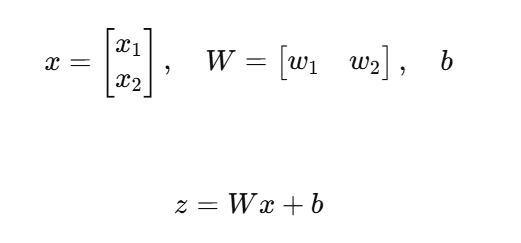 x = [x₁ x₂], W = [w₁ w₂], b
z = Wx + b